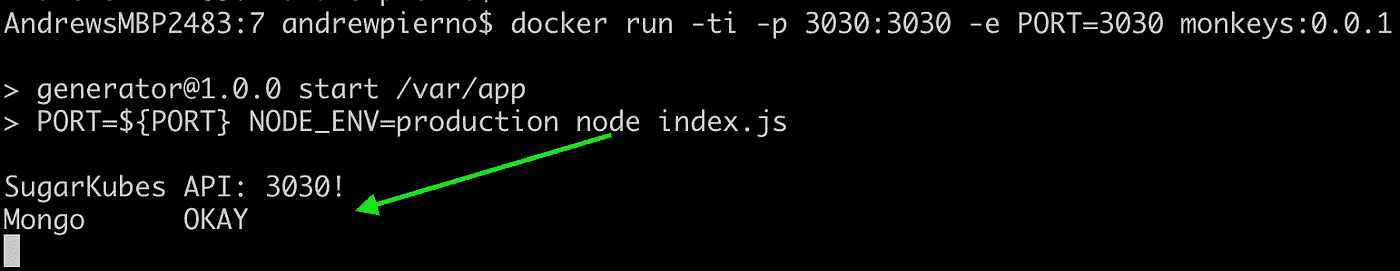 AndrewsMBP2483:7 andrewpierno$ docker run -ti -p 3030:3030 -e PORT=3030 monkeys:0.0.1
> generator@1.0.0 start /var/app
> PORT=${PORT} NODE_ENV=production node index.js
SugarKubes API: 3030!
Mongo      OKAY